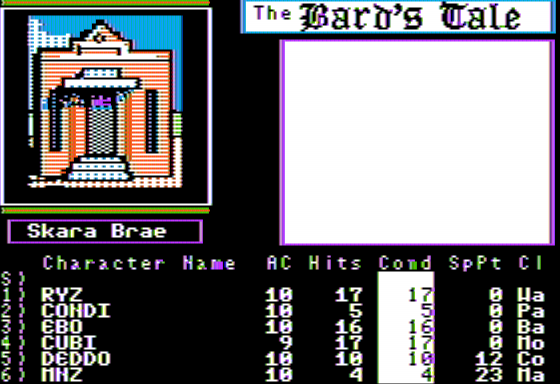 The Bard's Tale
Skara Brae
Character Name AC Hits Cond SpPt Cl
S)
1) RYZ 10 17 17 0 Wa
2) CONDI 10 5 5 0 Pa
3) EBO 10 16 16 0 Ba
4) CUBI 9 17 17 0 Mo
5) DEDDO 10 10 10 12 Co
6) MNZ 10 4 4 23 Ma